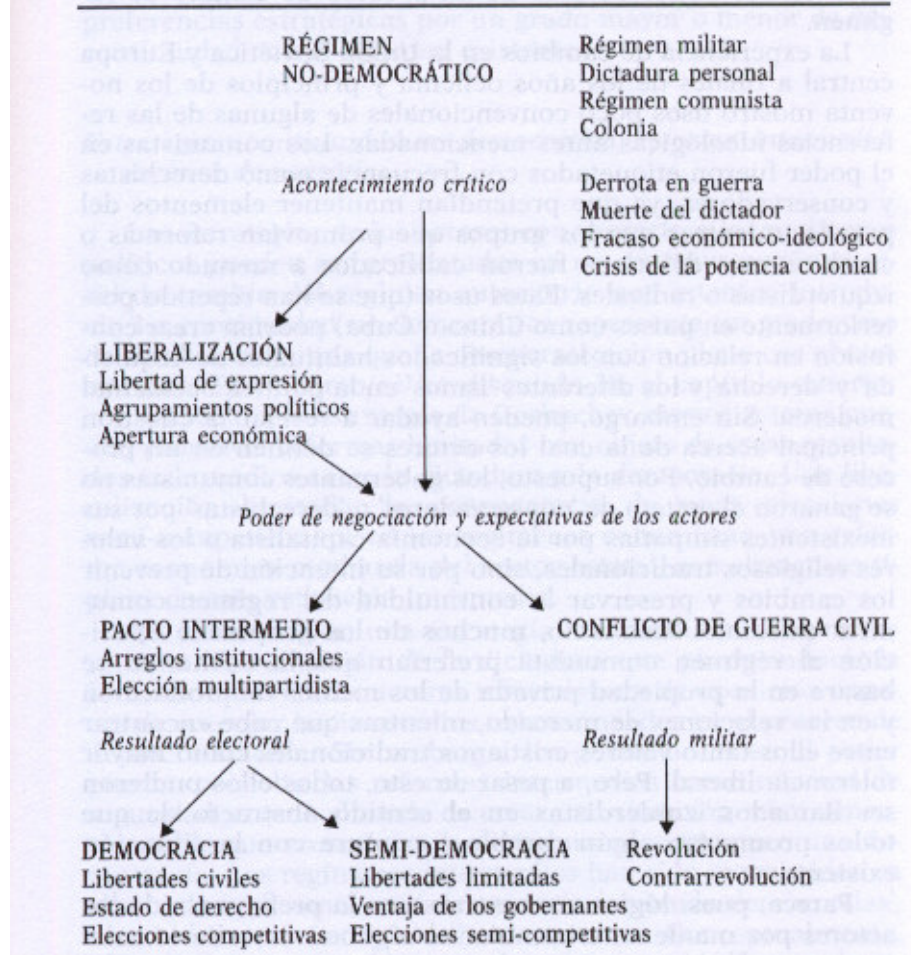 RÉGIMEN
NO-DEMOCRÁTICO
Régimen militar
Dictadura personal
Régimen comunista
Colonia
Acontecimiento crítico
Derrota en guerra
Muerte del dictador
Fracaso económico-ideológico
Crisis de la potencia colonial
LIBERALIZACIÓN
Libertad de expresión
Agrupamientos políticos
Apertura económica
Poder de negociación y expectativas de los actores
PACTO INTERMEDIO
Arreglos institucionales
Elección multipartidista
CONFLICTO DE GUERRA CIVIL
Resultado electoral
Resultado militar
DEMOCRACIA
Libertades civiles
Estado de derecho
Elecciones competitivas
SEMI-DEMOCRACIA
Libertades limitadas
Ventaja de los gobernantes
Elecciones semi-competitivas
Revolución
Contrarrevolución